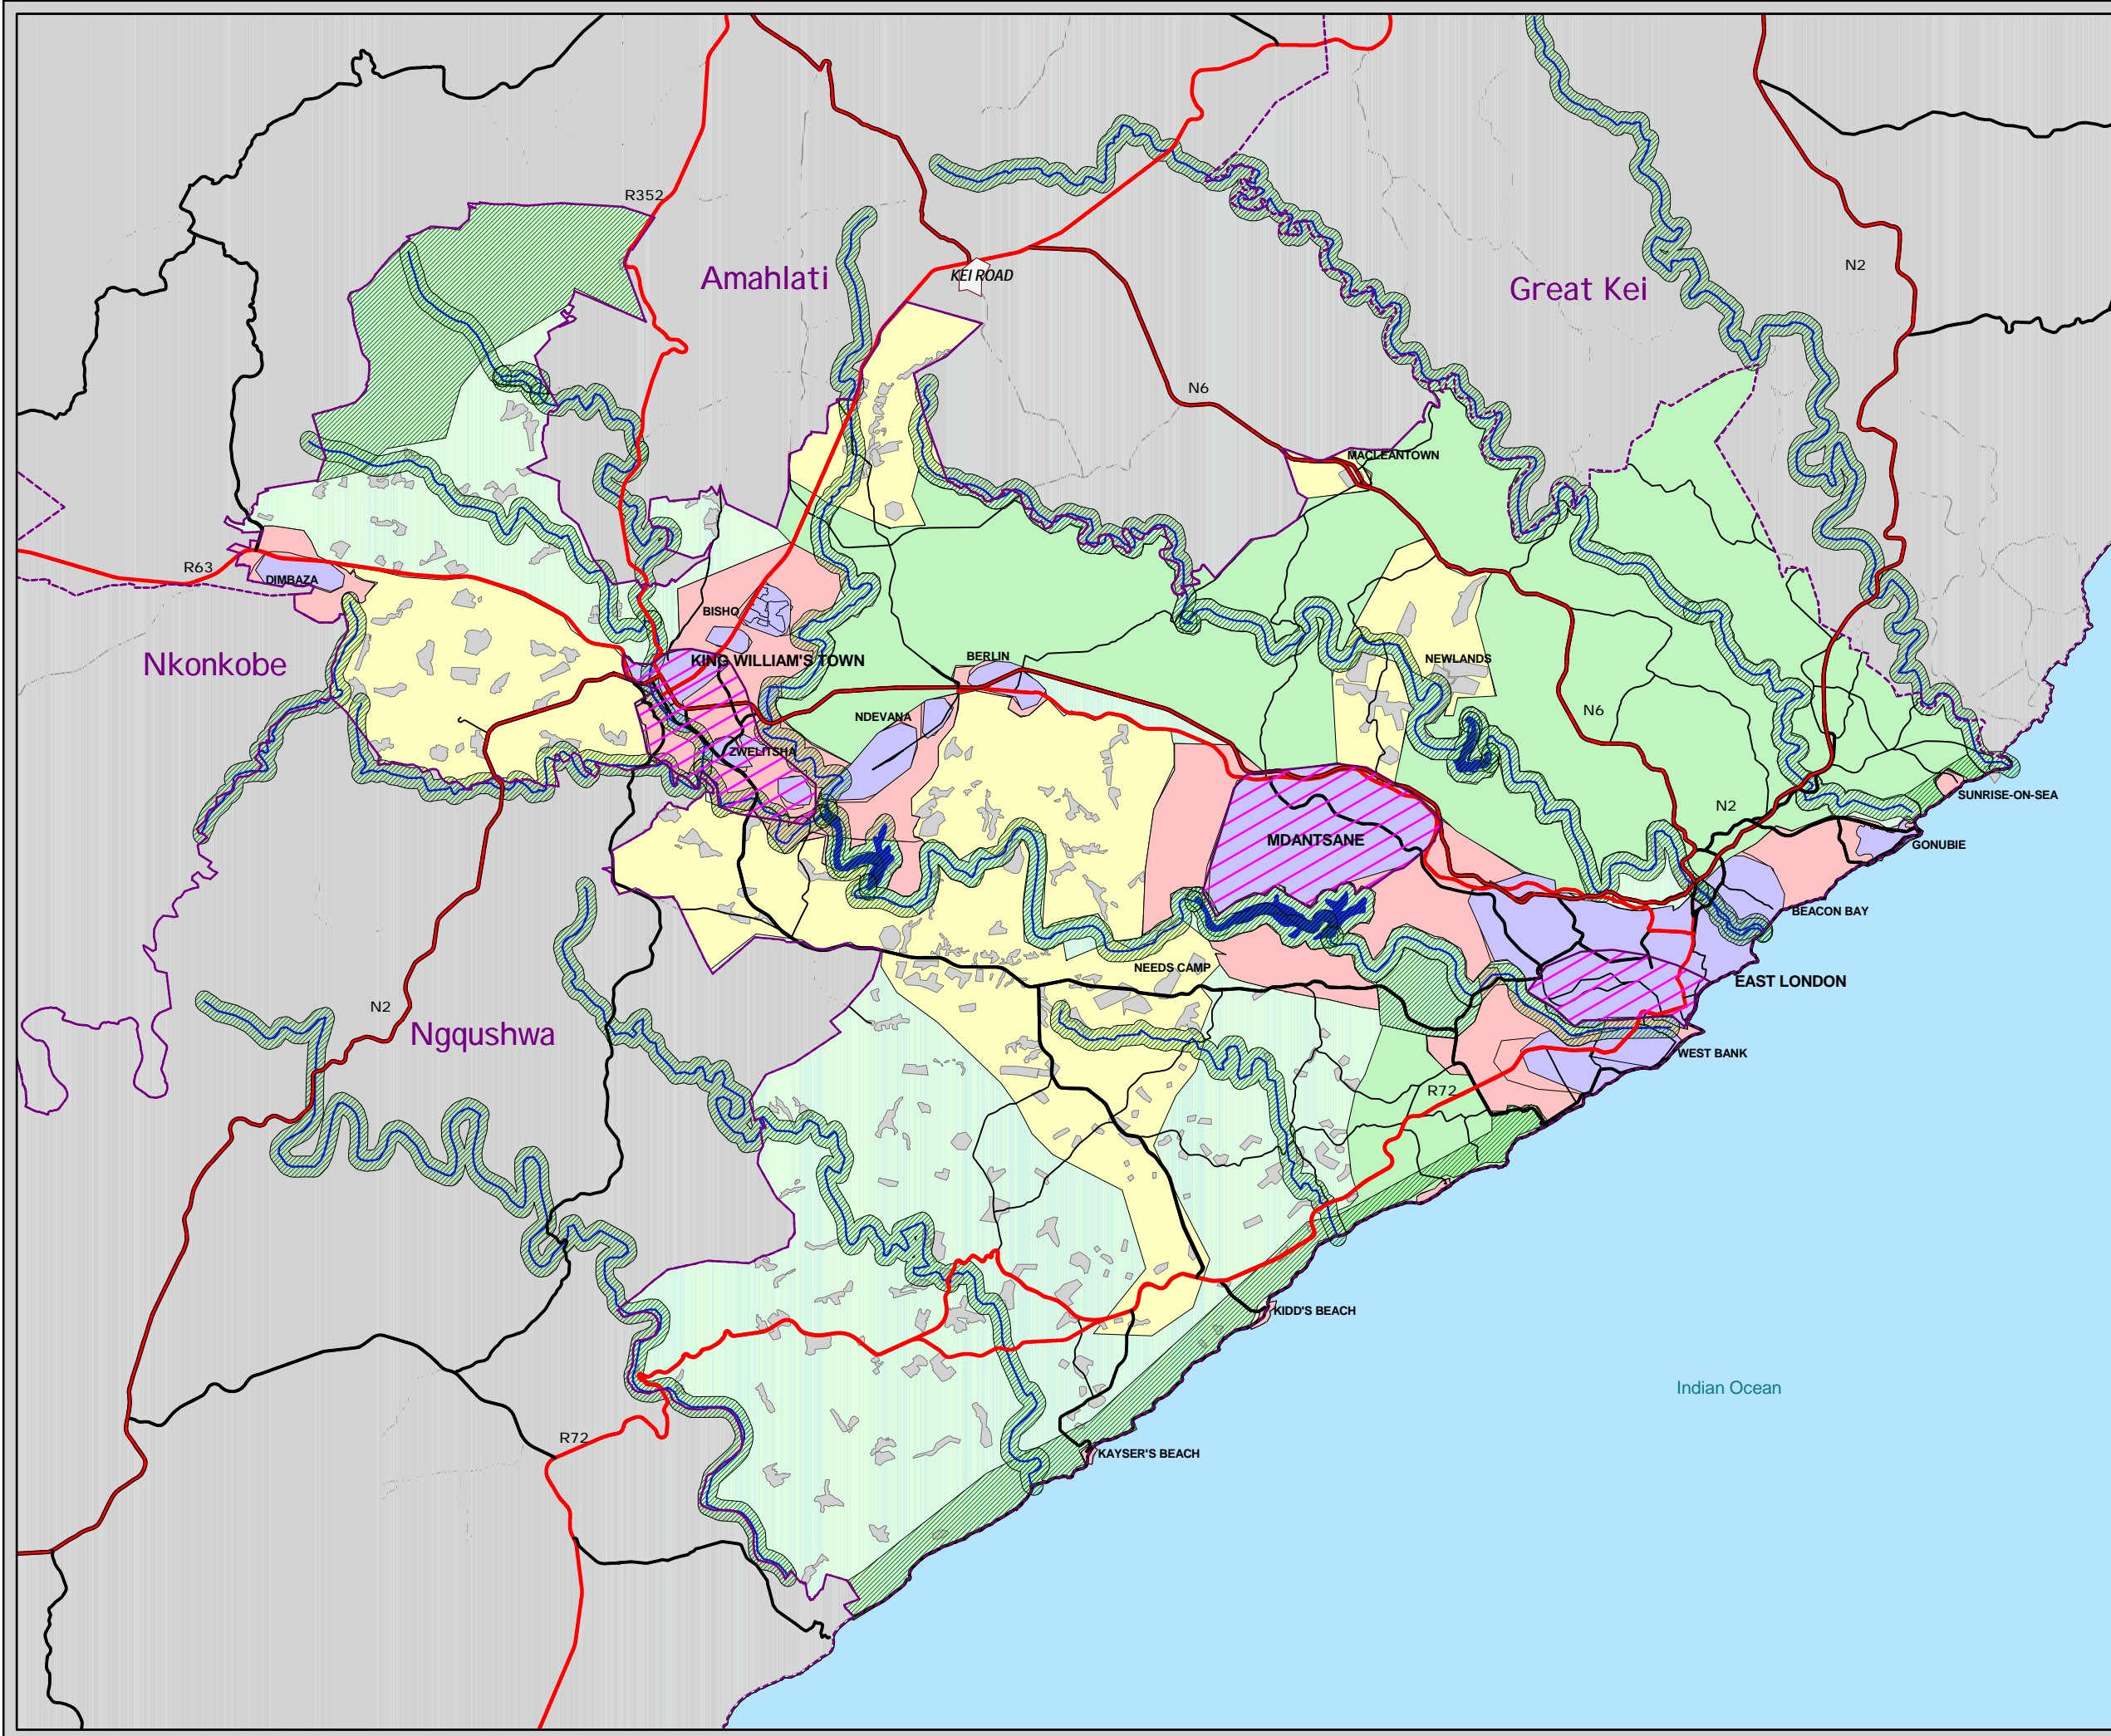 R352
Amahlati
KEI ROAD
Great Kei
N2
N6
MACLEANTOWN
R63
DIMBAZA
BISHO
Nkonkobe
KING WILLIAM'S TOWN
BERLIN
NEWLANDS
NDEVANA
N6
ZWELITSHA
SUNRISE-ON-SEA
N2
MDANTSANE
GONUBIE
BEACON BAY
NEEDS CAMP
EAST LONDON
N2
Ngqushwa
WEST BANK
R72
KIDD'S BEACH
Indian Ocean
R72
KAYSER'S BEACH